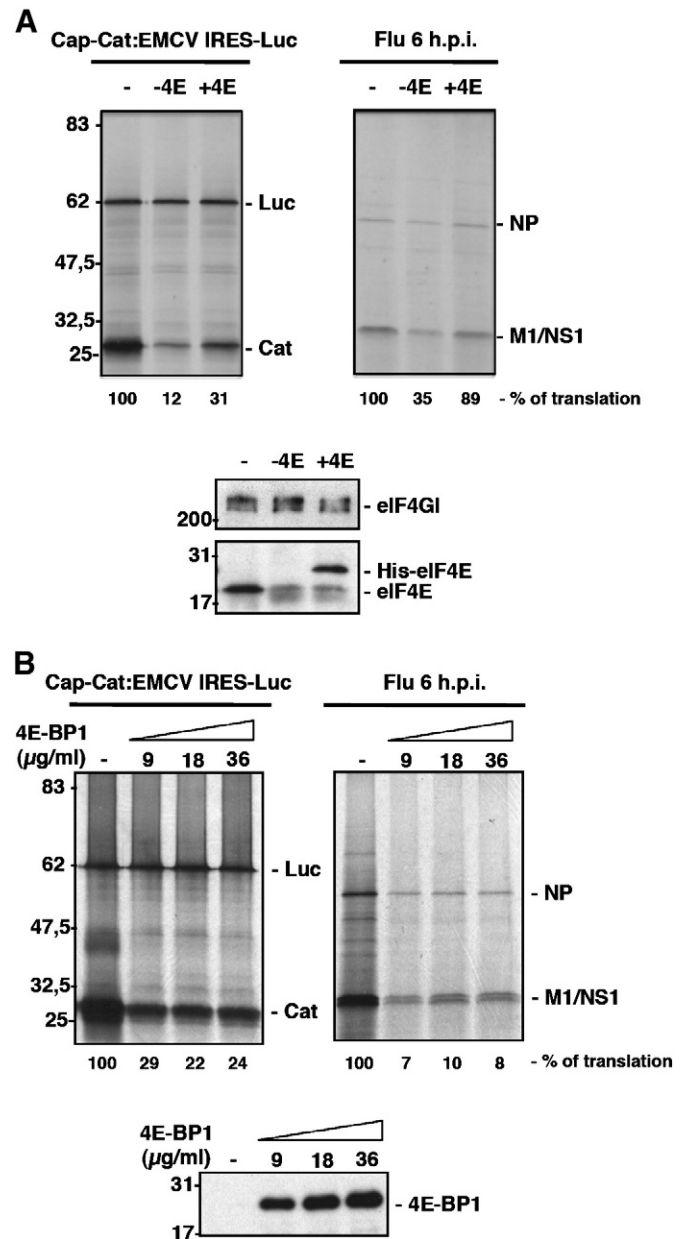 A
Cap-Cat:EMCV IRES-Luc
Flu 6 h.p.i.
- -4E +4E
- -4E +4E
83
62
47,5
32,5
25-
- Luc
- Cat
- NP
- M1/NS1
100 12 31
100 35 89 - % of translation
- -4E +4E
200-
- eIF4GI
31-
17-
- His-eIF4E
- eIF4E
B
Cap-Cat:EMCV IRES-Luc
Flu 6 h.p.i.
4E-BP1
(µg/ml) - 9 18 36
- 9 18 36
83
62
47,5
32,5
25-
- Luc
- Cat
- NP
- M1/NS1
100 29 22 24
100 7 10 8 - % of translation
4E-BP1
(µg/ml) - 9 18 36
31-
17-
- 4E-BP1